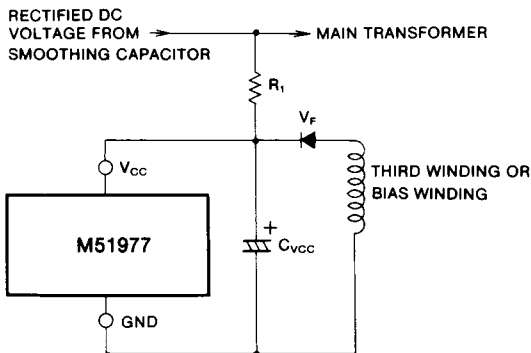 RECTIFIED DC
VOLTAGE FROM
SMOOTHING CAPACITOR
MAIN TRANSFORMER
R1
VF
VCC
THIRD WINDING OR
BIAS WINDING
M51977
+
CVCC
GND